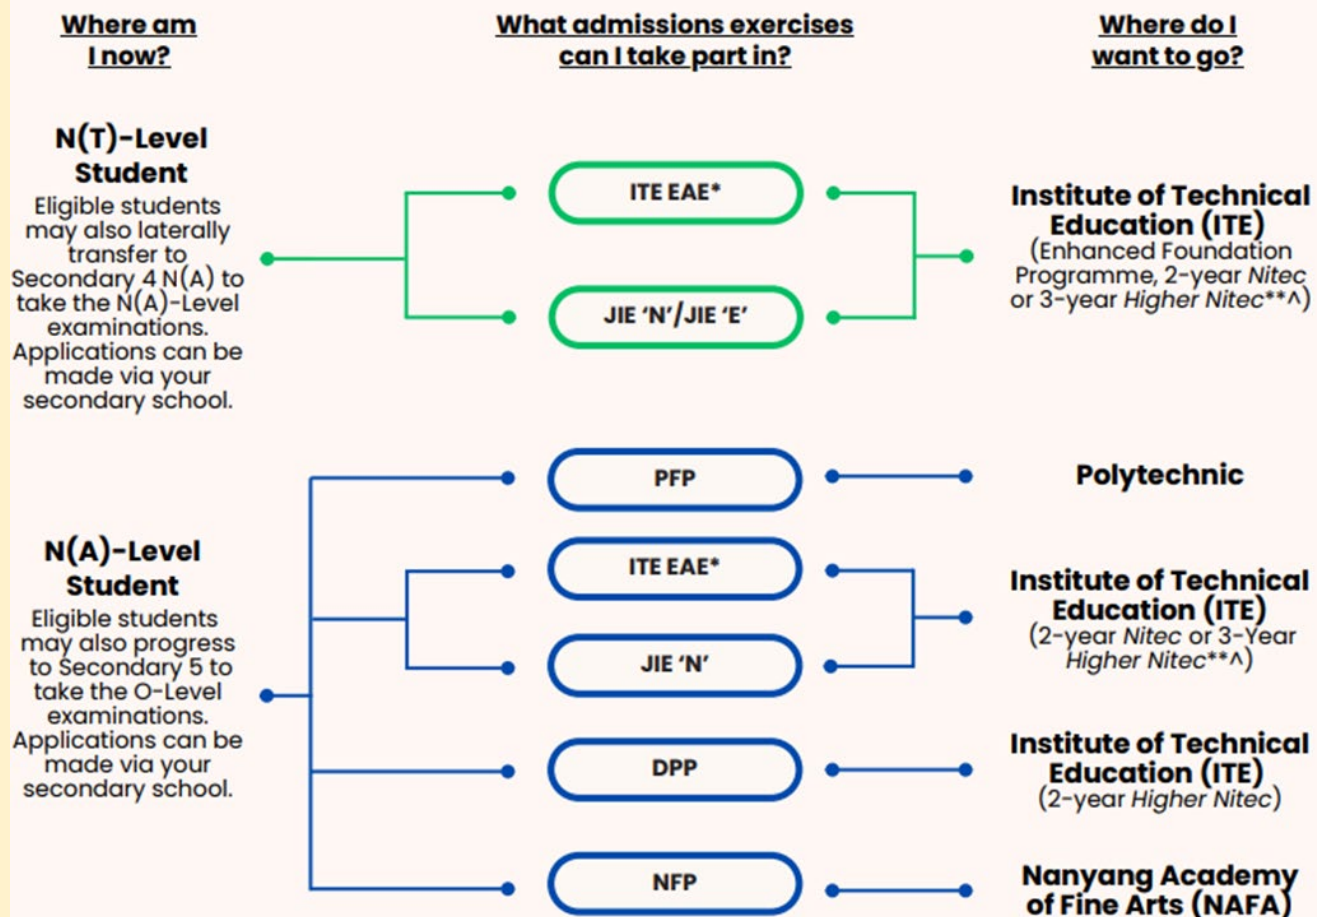 Where am
I now?
What admissions exercises
can I take part in?
Where do I
want to go?
N(T)-Level
Student
Eligible students
may also laterally
transfer to
Secondary 4 N(A) to
take the N(A)-Level
examinations.
Applications can be
made via your
secondary school.
ITE EAE*
JIE ‘N’/JIE ‘E’
Institute of Technical
Education (ITE)
(Enhanced Foundation
Programme, 2-year Nitec
or 3-year Higher Nitec**^)
N(A)-Level
Student
Eligible students
may also progress
to Secondary 5 to
take the O-Level
examinations.
Applications can be
made via your
secondary school.
PFP
Polytechnic
ITE EAE*
JIE ‘N’
Institute of Technical
Education (ITE)
(2-year Nitec or 3-Year
Higher Nitec**^)
DPP
Institute of Technical
Education (ITE)
(2-year Higher Nitec)
NFP
Nanyang Academy
of Fine Arts (NAFA)